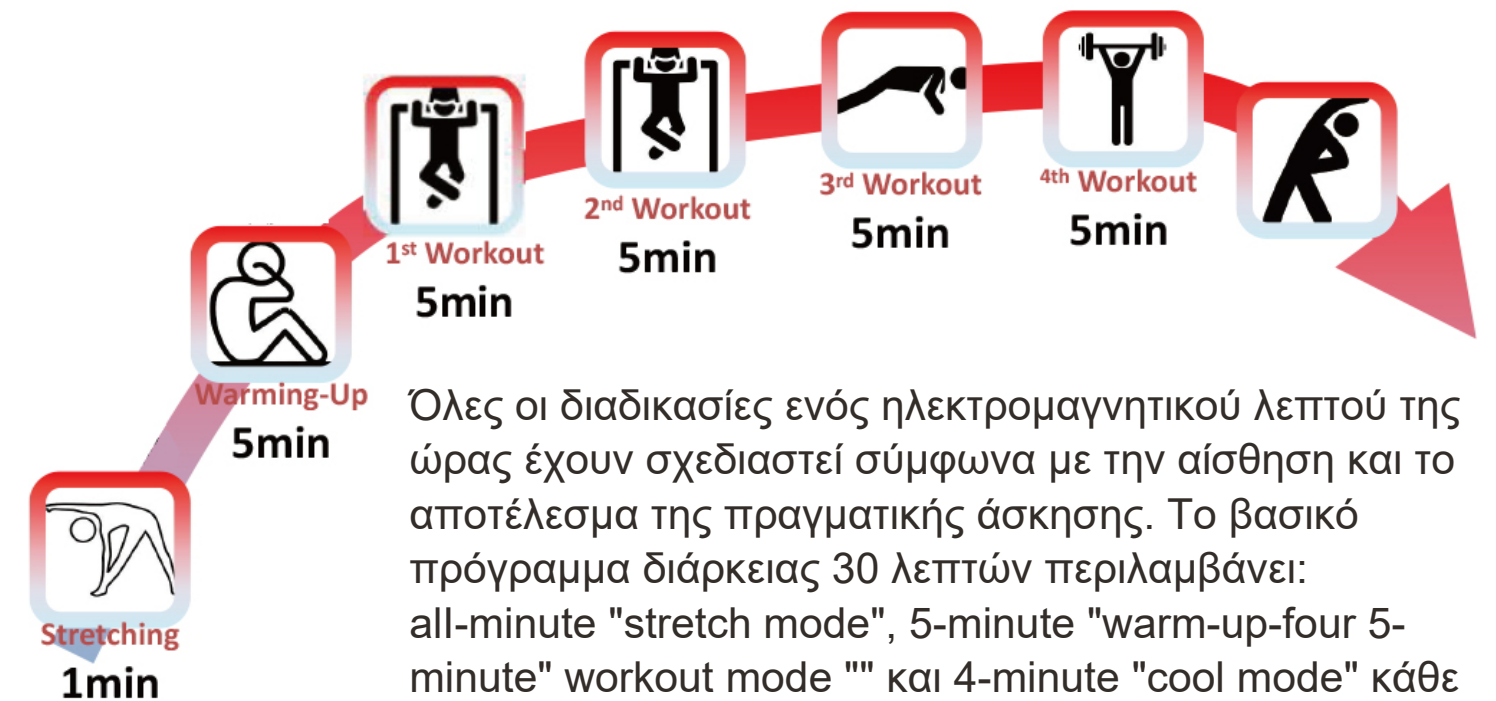 1st Workout
5min
2nd Workout
5min
3rd Workout
5min
4th Workout
5min
Warming-Up
5min
Stretching
1min
Όλες οι διαδικασίες ενός ηλεκτρομαγνητικού λεπτού της
ώρας έχουν σχεδιαστεί σύμφωνα με την αίσθηση και το
αποτέλεσμα της πραγματικής άσκησης. Το βασικό
πρόγραμμα διάρκειας 30 λεπτών περιλαμβάνει:
all-minute "stretch mode", 5-minute "warm-up-four 5-
minute" workout mode "" και 4-minute "cool mode" κάθε